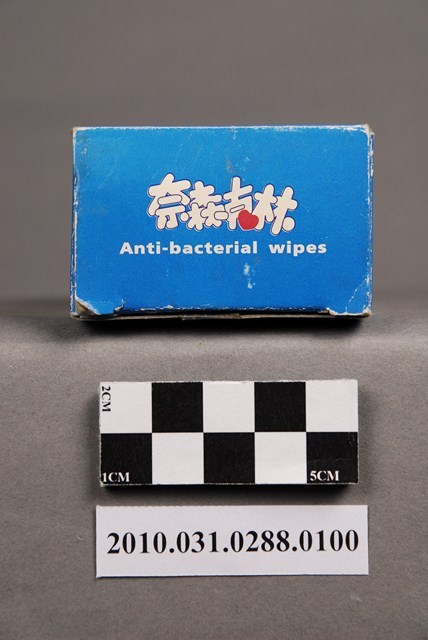 奈森克林
Anti-bacterial wipes
2CM
1CM
5CM
2010.031.0288.0100